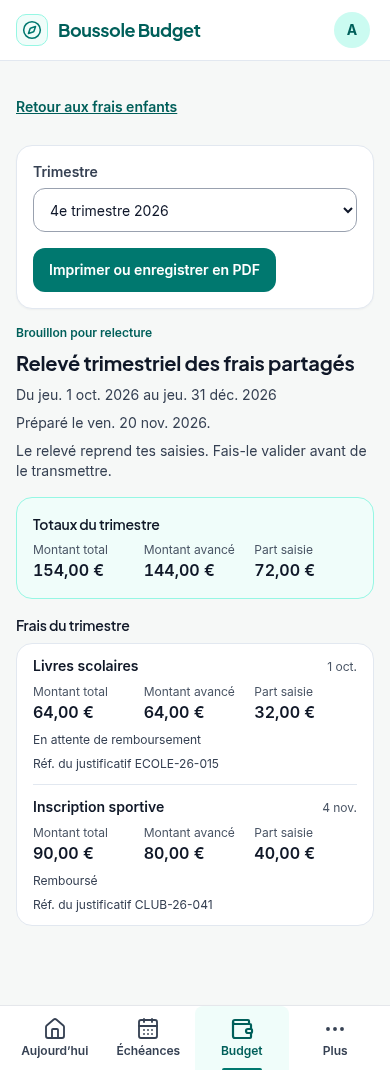 Boussole Budget
A
Retour aux frais enfants
Trimestre
4e trimestre 2026
Imprimer ou enregistrer en PDF
Brouillon pour relecture
Relevé trimestriel des frais partagés
Du jeu. 1 oct. 2026 au jeu. 31 déc. 2026
Préparé le ven. 20 nov. 2026.
Le relevé reprend tes saisies. Fais-le valider avant de
le transmettre.
Totaux du trimestre
Montant total Montant avancé Part saisie
154,00 € 144,00 € 72,00 €
Frais du trimestre
Livres scolaires 1 oct.
Montant total Montant avancé Part saisie
64,00 € 64,00 € 32,00 €
En attente de remboursement
Réf. du justificatif ECOLE-26-015
Inscription sportive 4 nov.
Montant total Montant avancé Part saisie
90,00 € 80,00 € 40,00 €
Remboursé
Réf. du justificatif CLUB-26-041
Aujourd'hui Échéances Budget Plus